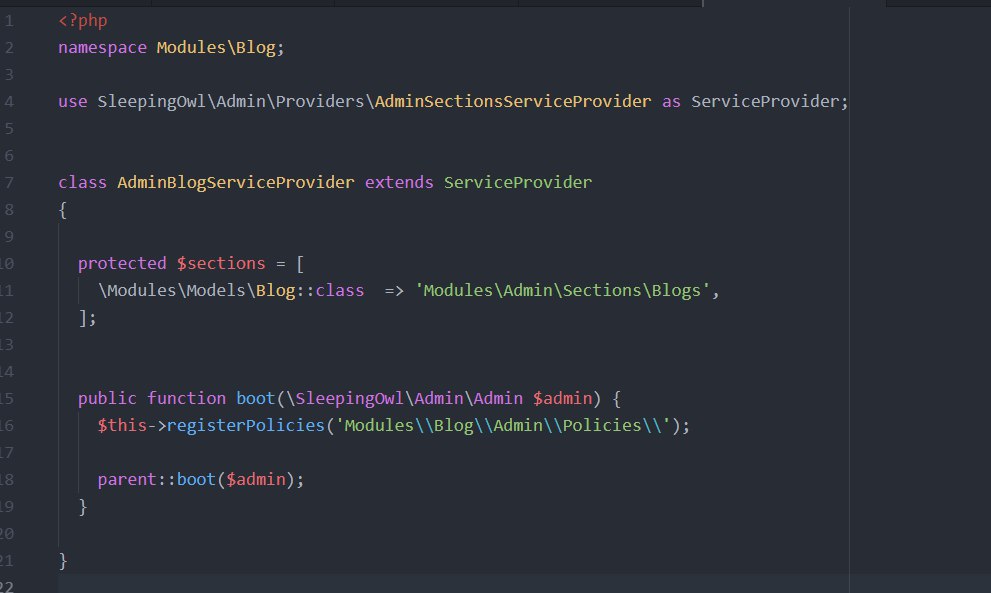 1 <?php
2 namespace Modules\Blog;
3
4 use SleepingOwl\Admin\Providers\AdminSectionsServiceProvider as ServiceProvider;
5
6
7 class AdminBlogServiceProvider extends ServiceProvider
8 {
9
10 protected $sections = [
11 \Modules\Models\Blog::class  => 'Modules\Admin\Sections\Blogs',
12 ];
13
14
15 public function boot(\SleepingOwl\Admin\Admin $admin) {
16 $this->registerPolicies('Modules\\Blog\\Admin\\Policies\\');
17
18 parent::boot($admin);
19 }
20
21 }
22